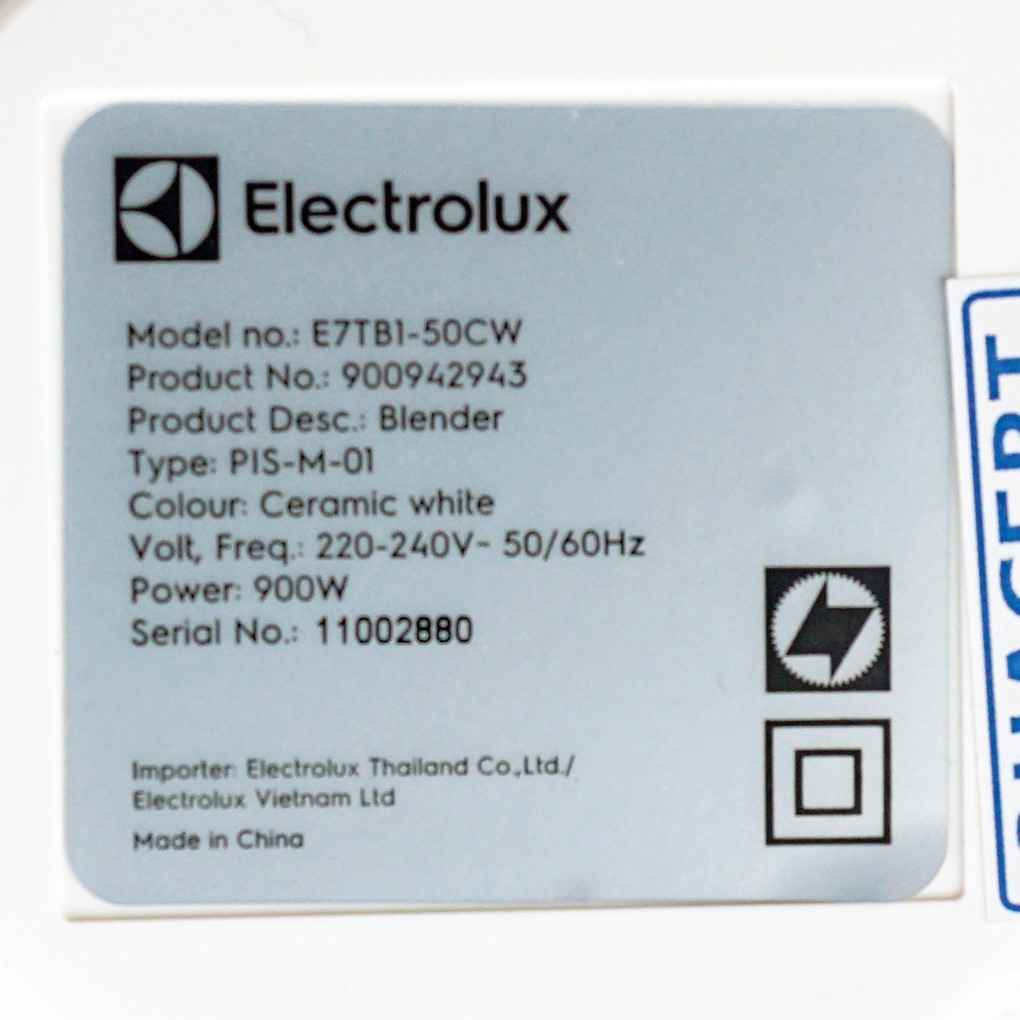 Electrolux
Model no.: E7TB1-50CW
Product No.: 900942943
Product Desc.: Blender
Type: PIS-M-01
Colour: Ceramic white
Volt, Freq.: 220-240V~ 50/60Hz
Power: 900W
Serial No.: 11002880
Importer: Electrolux Thailand Co.,Ltd./
Electrolux Vietnam Ltd
Made in China